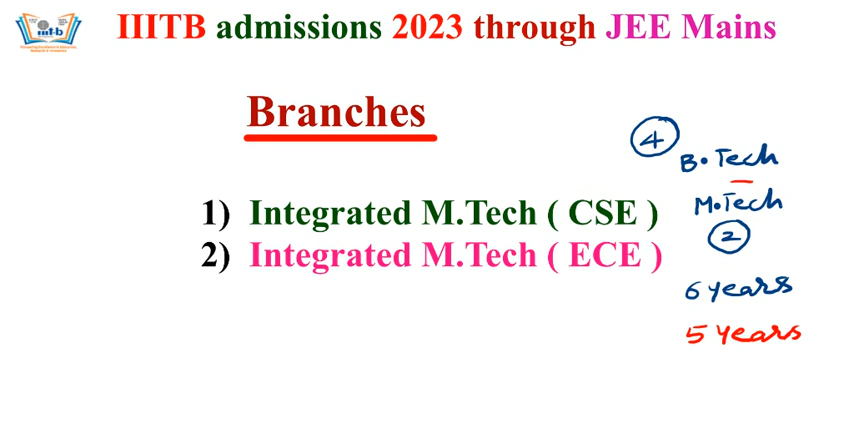 IIITB admissions 2023 through JEE Mains
Branches
④
B.Tech
1) Integrated M.Tech ( CSE )
M.Tech
②
2) Integrated M.Tech ( ECE )
6 years
5 years